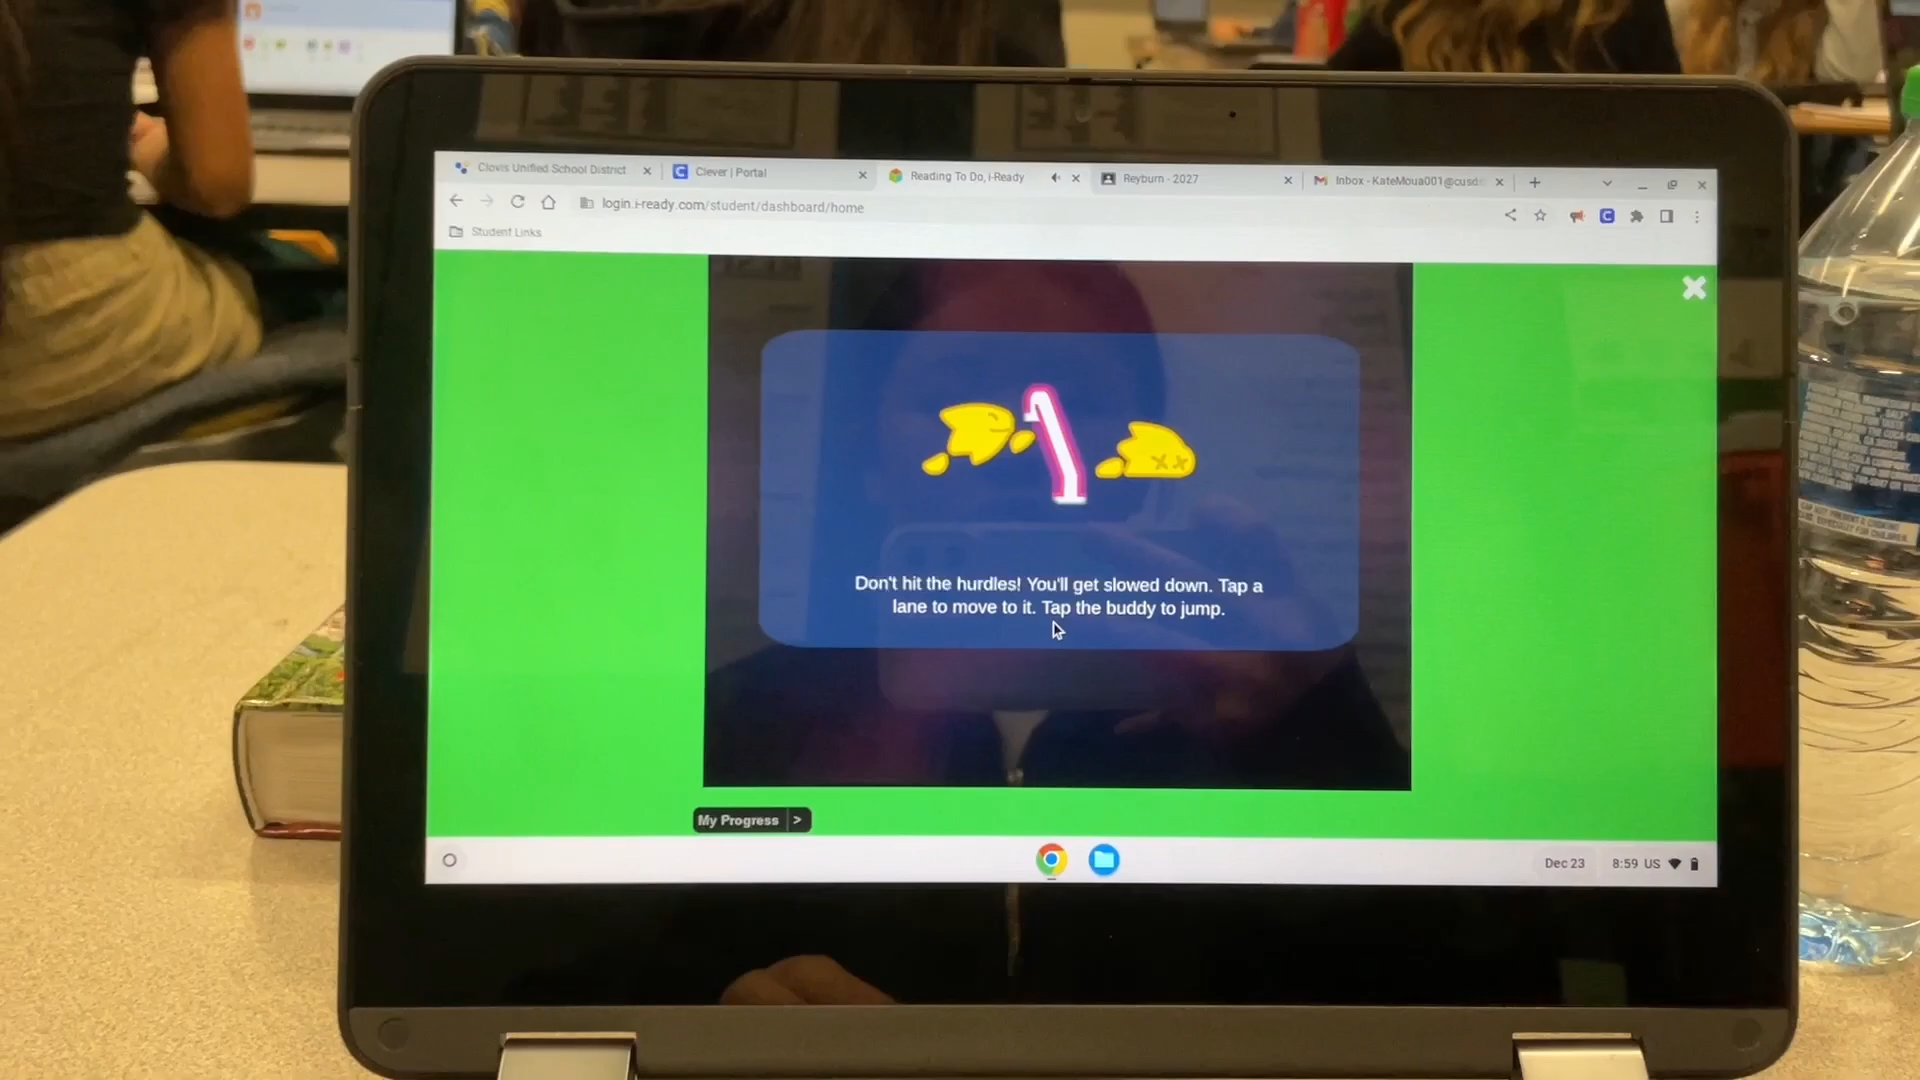 Clovis Unified School District
Clever | Portal
Reading To Do, i-Ready
Reyburn - 2027
Inbox - KateMoua001@cusd
login.i-ready.com/student/dashboard/home
Student Links
Don't hit the hurdles! You'll get slowed down. Tap a
lane to move to it. Tap the buddy to jump.
My Progress >
Dec 23
8:59 US